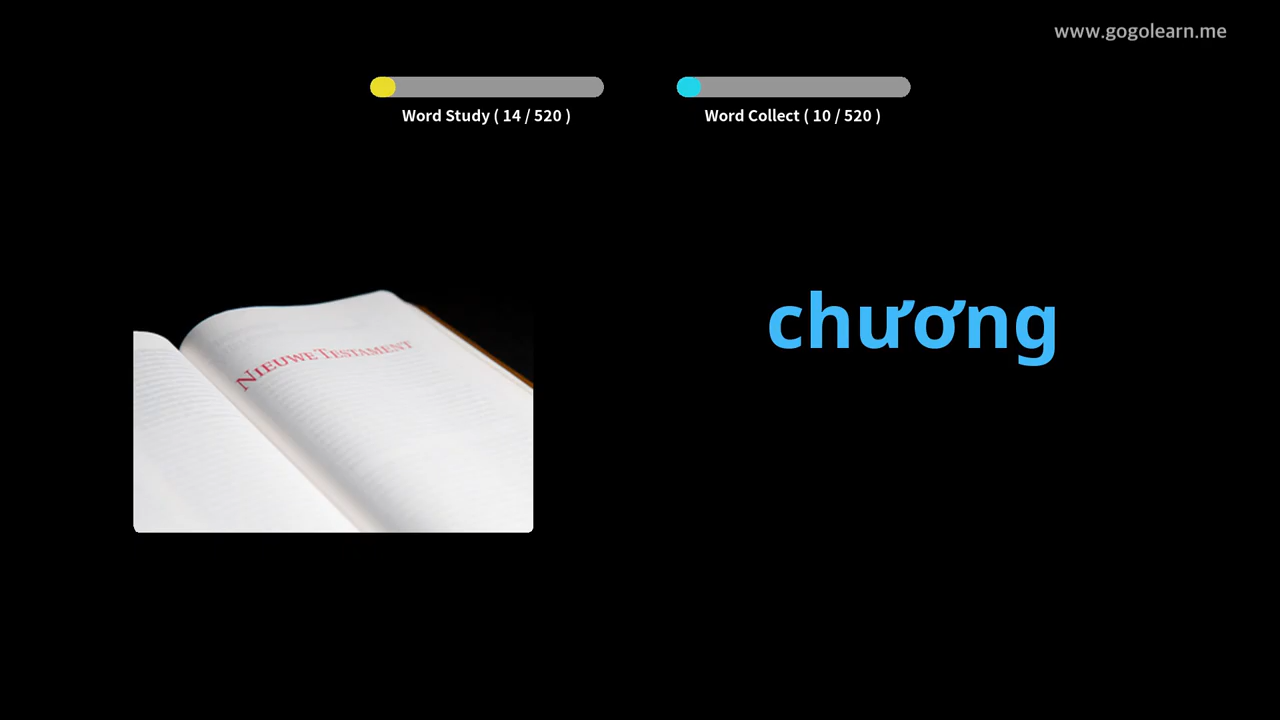 www.gogolearn.me
Word Study ( 14 / 520 )
Word Collect ( 10 / 520 )
NIEUWE TESTAMENT
chương